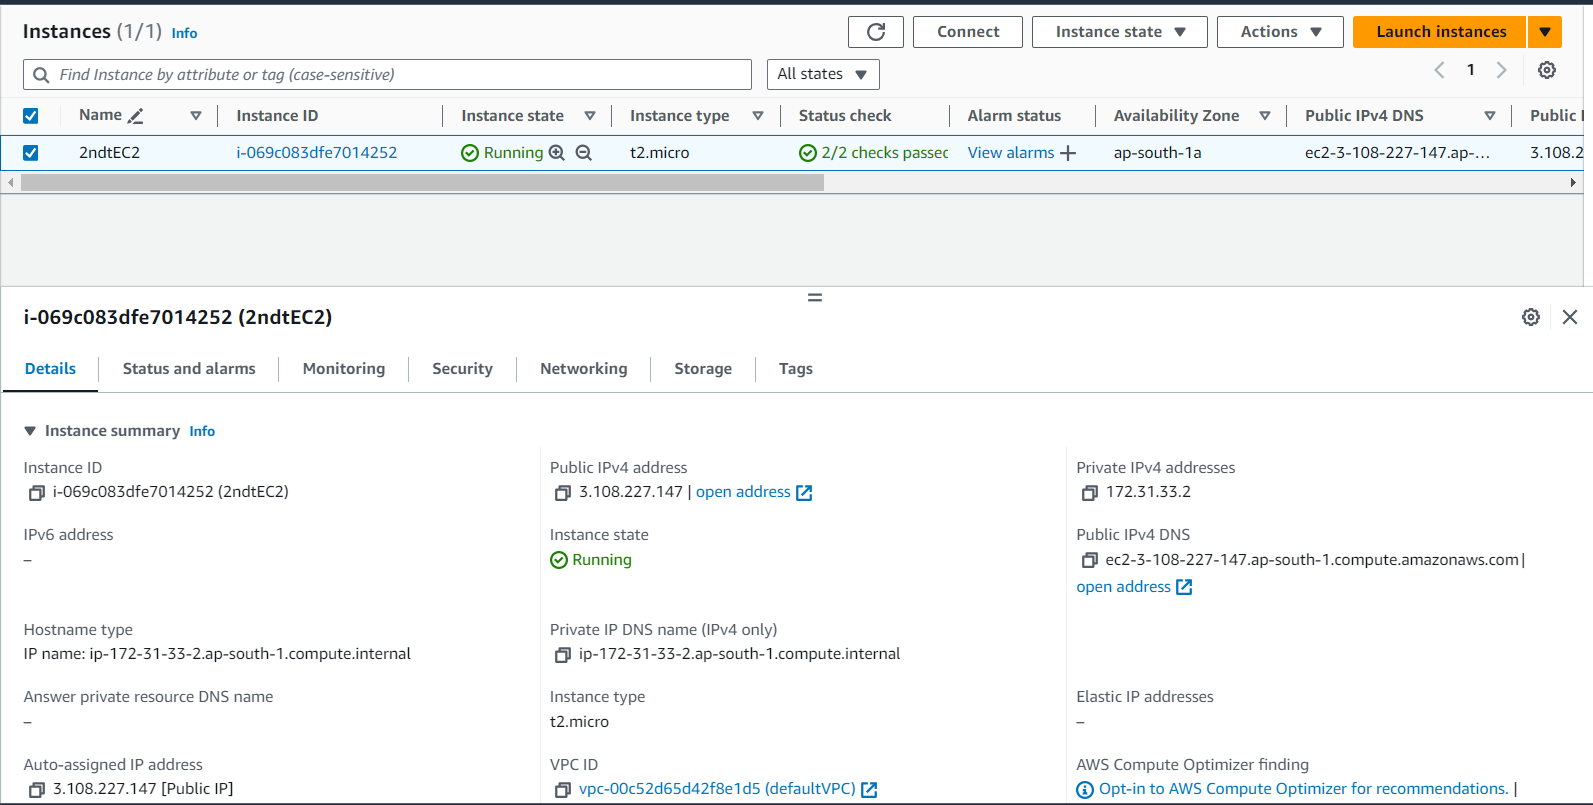 Instances (1/1) Info
Connect
Instance state
Actions
Launch instances
Find Instance by attribute or tag (case-sensitive)
All states
1
Name
Instance ID
Instance state
Instance type
Status check
Alarm status
Availability Zone
Public IPv4 DNS
Public I
2ndtEC2
i-069c083dfe7014252
Running
t2.micro
2/2 checks passed
View alarms
ap-south-1a
ec2-3-108-227-147.ap-...
3.108.2
i-069c083dfe7014252 (2ndtEC2)
Details
Status and alarms
Monitoring
Security
Networking
Storage
Tags
Instance summary Info
Instance ID
i-069c083dfe7014252 (2ndtEC2)
Public IPv4 address
3.108.227.147 | open address
Private IPv4 addresses
172.31.33.2
IPv6 address
–
Instance state
Running
Public IPv4 DNS
ec2-3-108-227-147.ap-south-1.compute.amazonaws.com |
open address
Hostname type
IP name: ip-172-31-33-2.ap-south-1.compute.internal
Private IP DNS name (IPv4 only)
ip-172-31-33-2.ap-south-1.compute.internal
Answer private resource DNS name
–
Instance type
t2.micro
Elastic IP addresses
–
Auto-assigned IP address
3.108.227.147 [Public IP]
VPC ID
vpc-00c52d65d42f8e1d5 (defaultVPC)
AWS Compute Optimizer finding
Opt-in to AWS Compute Optimizer for recommendations. |